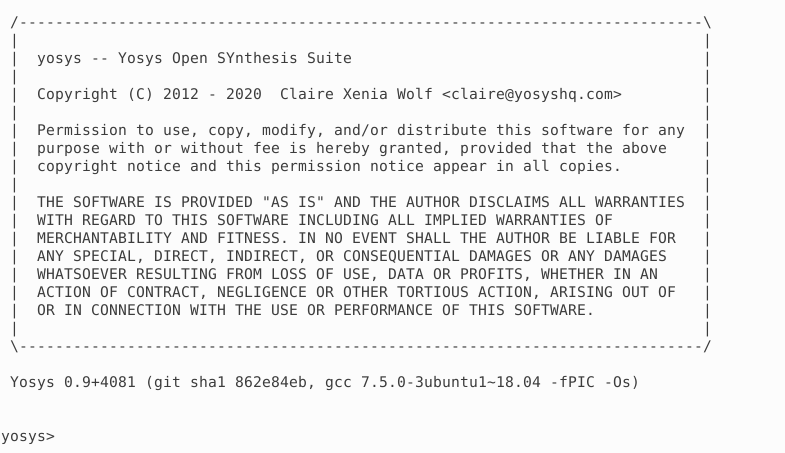 /----------------------------------------------------------------------------\
| |
| yosys -- Yosys Open SYnthesis Suite |
| |
| Copyright (C) 2012 - 2020 Claire Xenia Wolf <claire@yosyshq.com> |
| |
| Permission to use, copy, modify, and/or distribute this software for any |
| purpose with or without fee is hereby granted, provided that the above |
| copyright notice and this permission notice appear in all copies. |
| |
| THE SOFTWARE IS PROVIDED "AS IS" AND THE AUTHOR DISCLAIMS ALL WARRANTIES |
| WITH REGARD TO THIS SOFTWARE INCLUDING ALL IMPLIED WARRANTIES OF |
| MERCHANTABILITY AND FITNESS. IN NO EVENT SHALL THE AUTHOR BE LIABLE FOR |
| ANY SPECIAL, DIRECT, INDIRECT, OR CONSEQUENTIAL DAMAGES OR ANY DAMAGES |
| WHATSOEVER RESULTING FROM LOSS OF USE, DATA OR PROFITS, WHETHER IN AN |
| ACTION OF CONTRACT, NEGLIGENCE OR OTHER TORTIOUS ACTION, ARISING OUT OF |
| OR IN CONNECTION WITH THE USE OR PERFORMANCE OF THIS SOFTWARE. |
| |
\----------------------------------------------------------------------------/
Yosys 0.9+4081 (git sha1 862e84eb, gcc 7.5.0-3ubuntu1~18.04 -fPIC -Os)
yosys>